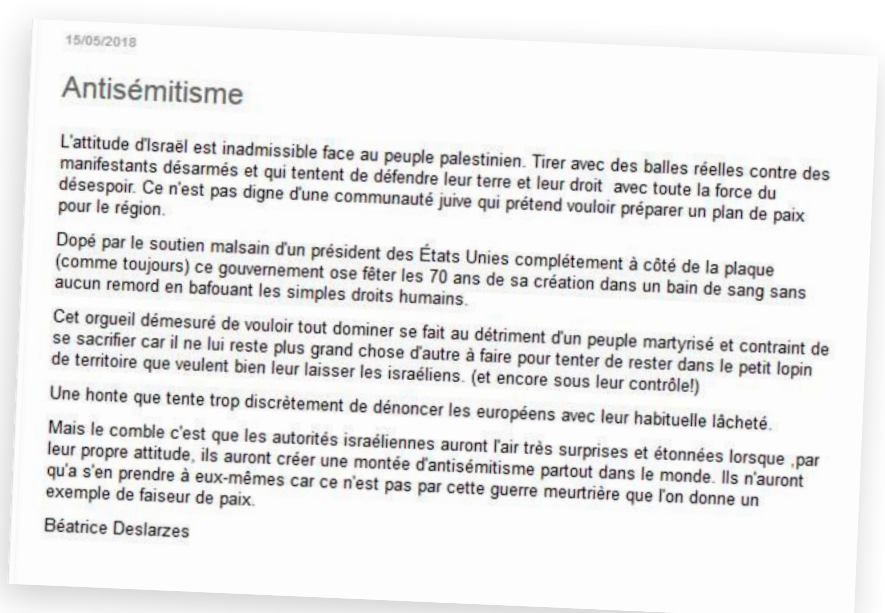 15/05/2018
Antisémitisme
L'attitude d'Israël est inadmissible face au peuple palestinien. Tirer avec des balles réelles contre des
manifestants désarmés et qui tentent de défendre leur terre et leur droit  avec toute la force du
désespoir. Ce n'est pas digne d'une communauté juive qui prétend vouloir préparer un plan de paix
pour le région.
Dopé par le soutien malsain d'un président des États Unies complétement à côté de la plaque
(comme toujours) ce gouvernement ose fêter les 70 ans de sa création dans un bain de sang sans
aucun remord en bafouant les simples droits humains.
Cet orgueil démesuré de vouloir tout dominer se fait au détriment d'un peuple martyrisé et contraint de
se sacrifier car il ne lui reste plus grand chose d'autre à faire pour tenter de rester dans le petit lopin
de territoire que veulent bien leur laisser les israéliens. (et encore sous leur contrôle!)
Une honte que tente trop discrètement de dénoncer les européens avec leur habituelle lâcheté.
Mais le comble c'est que les autorités israéliennes auront l'air très surprises et étonnées lorsque ,par
leur propre attitude, ils auront créer une montée d'antisémitisme partout dans le monde. Ils n'auront
qu'a s'en prendre à eux-mêmes car ce n'est pas par cette guerre meurtrière que l'on donne un
exemple de faiseur de paix.
Béatrice Deslarzes